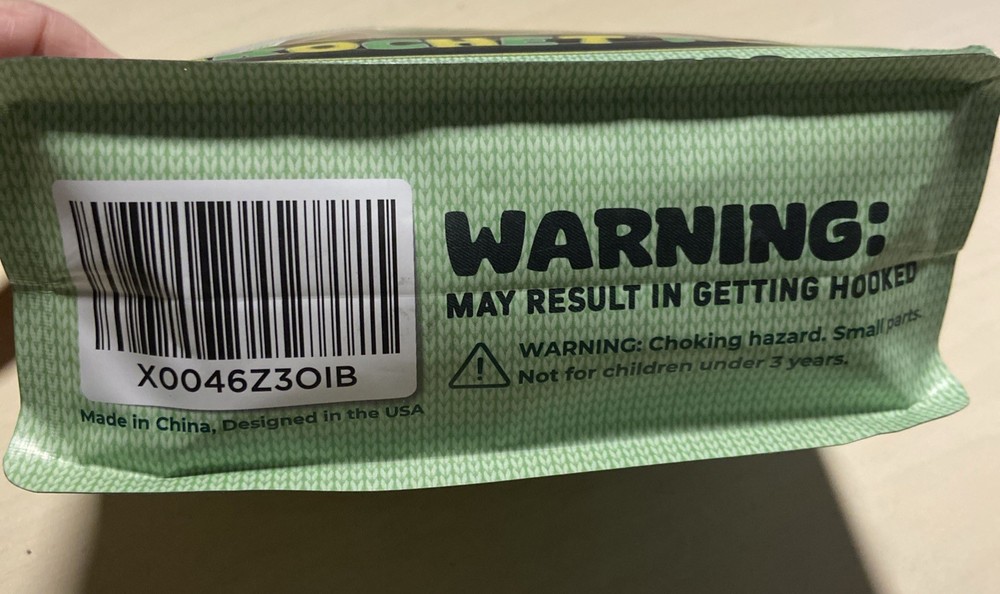 OCHET
X0046Z3OIB
Made in China, Designed in the USA
WARNING:
MAY RESULT IN GETTING HOOKED
WARNING: Choking hazard. Small parts.
Not for children under 3 years.